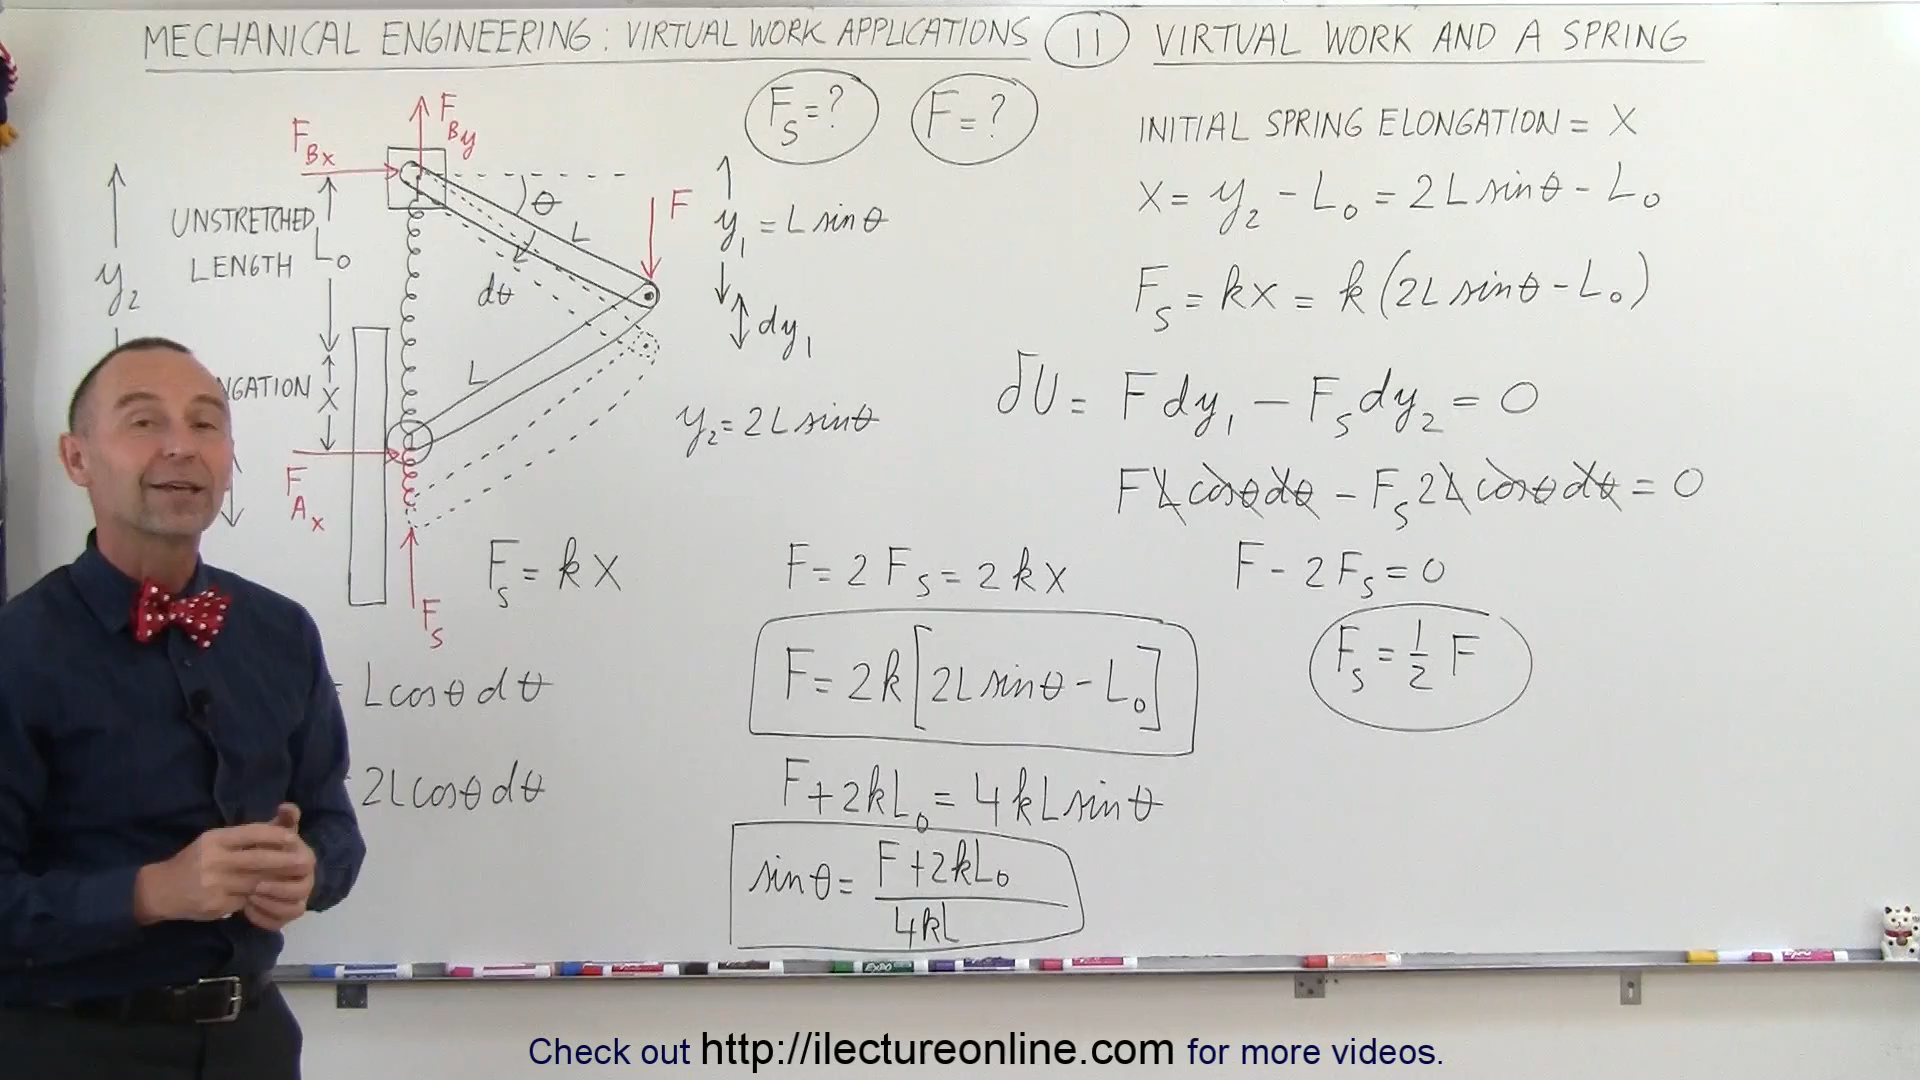 MECHANICAL ENGINEERING: VIRTUAL WORK APPLICATIONS 11 VIRTUAL WORK AND A SPRING
F_S = ?
F = ?
F_By
F_Bx
UNSTRETCHED
LENGTH
L_0
y_2
θ
L
dθ
F
y_1 = L sin θ
dy_1
L
X
y_2 = 2L sin θ
F_Ax
F_S
F_S = kX
= L cos θ dθ
2L cos θ dθ
INITIAL SPRING ELONGATION = X
X = y_2 - L_0 = 2L sin θ - L_0
F_S = kX = k(2L sin θ - L_0)
δU = F dy_1 - F_S dy_2 = 0
F L cos θ dθ - F_S 2L cos θ dθ = 0
F - 2F_S = 0
F_S = 1/2 F
F = 2F_S = 2kX
F = 2k[2L sin θ - L_0]
F + 2kL_0 = 4kL sin θ
sin θ = (F + 2kL_0)/(4kL)
EXPO
Check out http://ilectureonline.com for more videos.